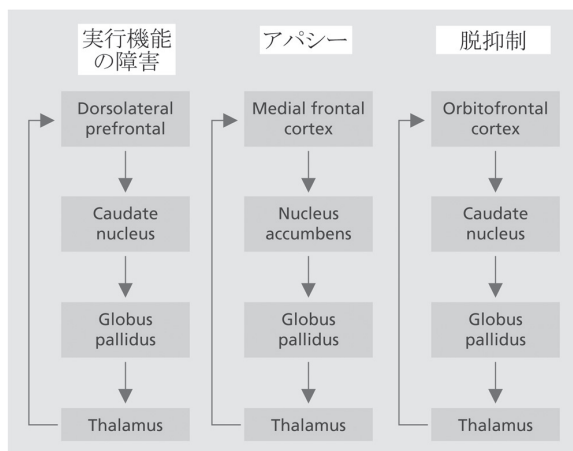 実行機能
の障害
アパシー
脱抑制
Dorsolateral
prefrontal
Medial frontal
cortex
Orbitofrontal
cortex
Caudate
nucleus
Nucleus
accumbens
Caudate
nucleus
Globus
pallidus
Globus
pallidus
Globus
pallidus
Thalamus
Thalamus
Thalamus